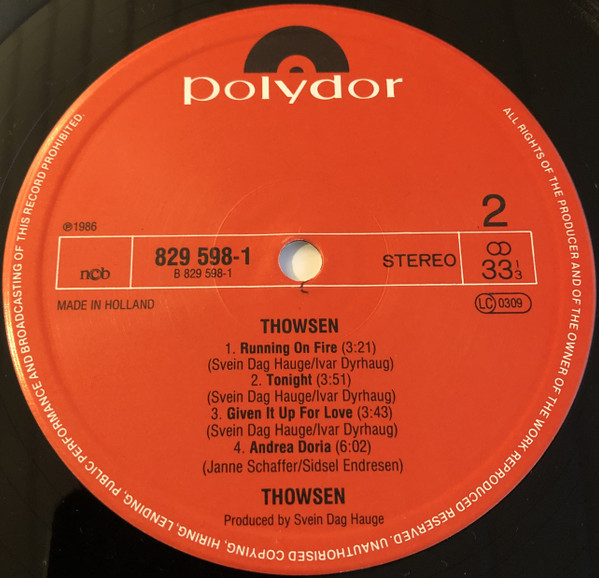 polydor
ALL RIGHTS OF THE PRODUCER AND OF THE OWNER OF THE WORK REPRODUCED RESERVED. UNAUTHORISED COPYING, HIRING, LENDING, PUBLIC PERFORMANCE AND BROADCASTING OF THIS RECORD PROHIBITED.
℗1986
2
ncb
829 598-1
B 829 598-1
STEREO
33 1/3
MADE IN HOLLAND
LC 0309
THOWSEN
1. Running On Fire (3:21)
(Svein Dag Hauge/Ivar Dyrhaug)
2. Tonight (3:51)
(Svein Dag Hauge/Ivar Dyrhaug)
3. Given It Up For Love (3:43)
(Svein Dag Hauge/Ivar Dyrhaug)
4. Andrea Doria (6:02)
(Janne Schaffer/Sidsel Endresen)
THOWSEN
Produced by Svein Dag Hauge